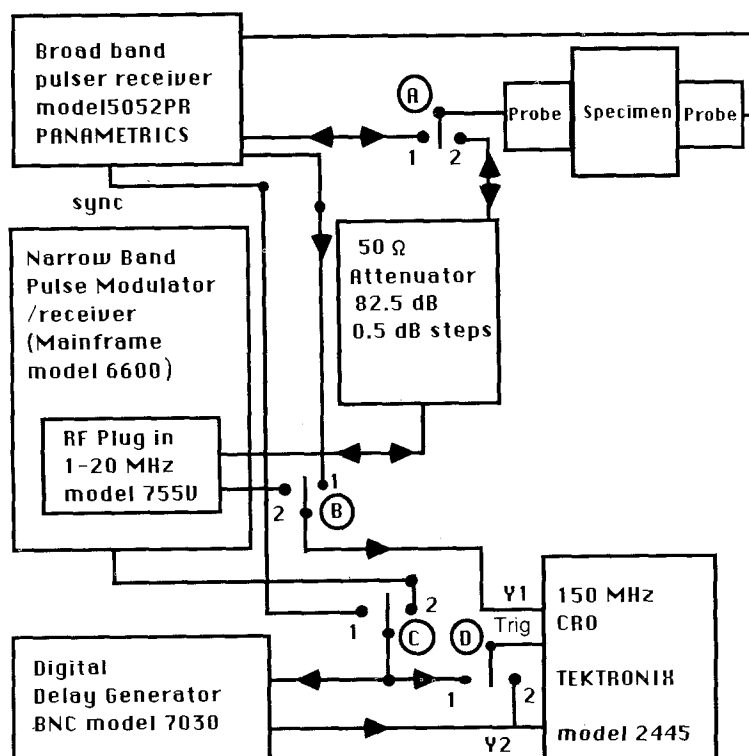 Broad band
pulser receiver
model5052PR
PANAMETRICS
A
1
2
Probe
Specimen
Probe
sync
Narrow Band
Pulse Modulator
/receiver
(Mainframe
model 6600)
50 Ω
Attenuator
82.5 dB
0.5 dB steps
RF Plug in
1-20 MHz
model 755V
1
2
B
Y1
150 MHz
CRO
TEKTRONIX
model 2445
Trig
2
1
C
D
1
2
Y2
Digital
Delay Generator
BNC model 7030